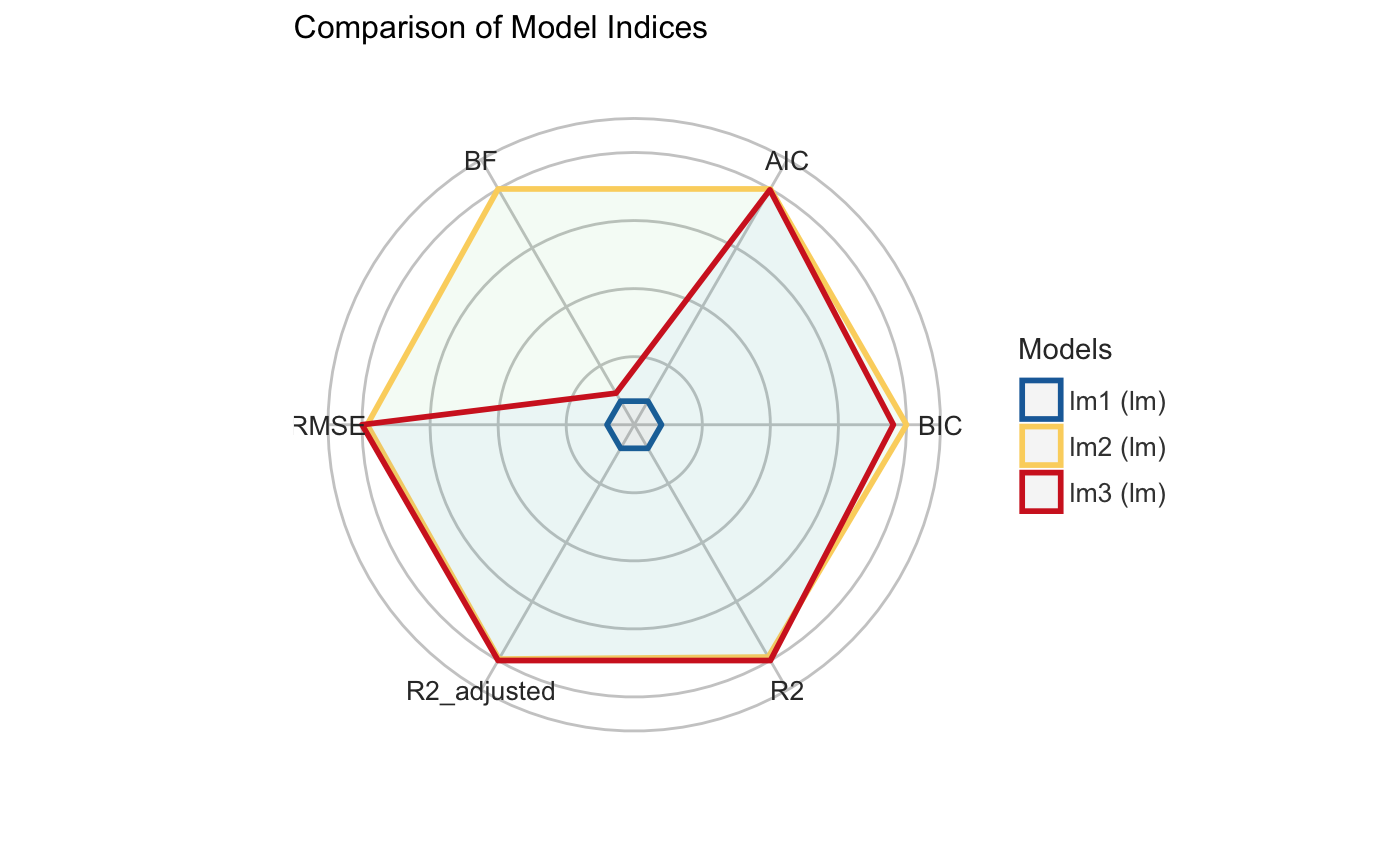 Comparison of Model Indices
BF
AIC
RMSE
BIC
R2_adjusted
R2
Models
lm1 (lm)
lm2 (lm)
lm3 (lm)